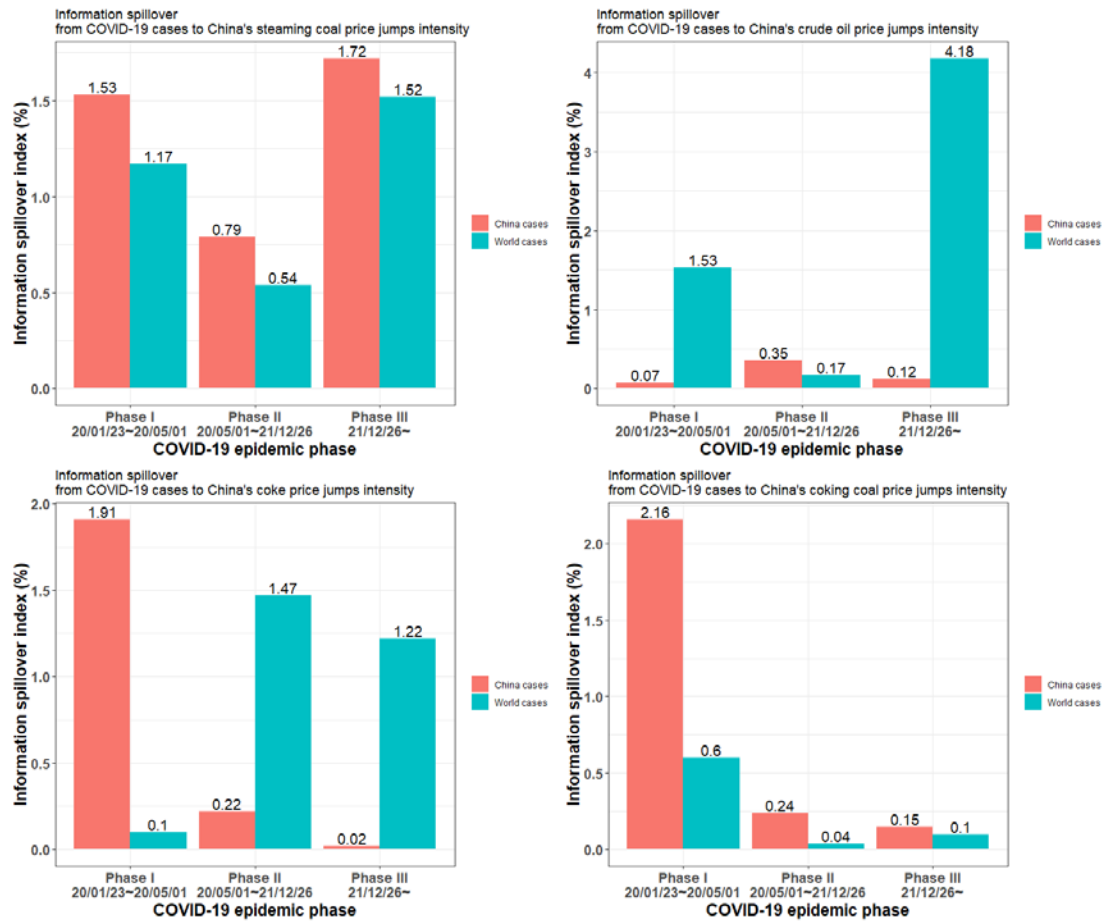 Information spillover
from COVID-19 cases to China's steaming coal price jumps intensity
Information spillover index (%)
1.5
1.0
0.5
0.0
1.53
1.17
0.79
0.54
1.72
1.52
Phase I
20/01/23~20/05/01
Phase II
20/05/01~21/12/26
Phase III
21/12/26~
COVID-19 epidemic phase
China cases
World cases
Information spillover
from COVID-19 cases to China's crude oil price jumps intensity
Information spillover index (%)
4
3
2
1
0
0.07
1.53
0.35
0.17
0.12
4.18
Phase I
20/01/23~20/05/01
Phase II
20/05/01~21/12/26
Phase III
21/12/26~
COVID-19 epidemic phase
China cases
World cases
Information spillover
from COVID-19 cases to China's coke price jumps intensity
Information spillover index (%)
2.0
1.5
1.0
0.5
0.0
1.91
0.1
0.22
1.47
0.02
1.22
Phase I
20/01/23~20/05/01
Phase II
20/05/01~21/12/26
Phase III
21/12/26~
COVID-19 epidemic phase
China cases
World cases
Information spillover
from COVID-19 cases to China's coking coal price jumps intensity
Information spillover index (%)
2.0
1.5
1.0
0.5
0.0
2.16
0.6
0.24
0.04
0.15
0.1
Phase I
20/01/23~20/05/01
Phase II
20/05/01~21/12/26
Phase III
21/12/26~
COVID-19 epidemic phase
China cases
World cases